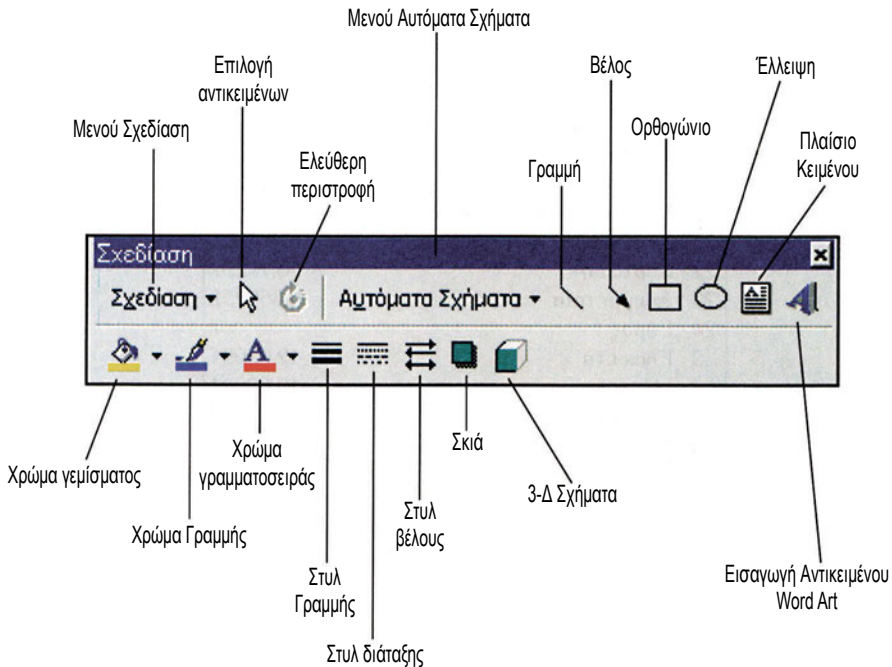 Μενού Αυτόματα Σχήματα
Επιλογή
αντικειμένων
Βέλος
Έλλειψη
Μενού Σχεδίαση
Ορθογώνιο
Ελεύθερη
περιστροφή
Γραμμή
Πλαίσιο
Κειμένου
Σχεδίαση
Σχεδίαση
Αυτόματα Σχήματα
Χρώμα γεμίσματος
Χρώμα
γραμματοσειράς
Σκιά
3-Δ Σχήματα
Χρώμα Γραμμής
Στυλ
βέλους
Στυλ
Γραμμής
Εισαγωγή Αντικειμένου
Word Art
Στυλ διάταξης